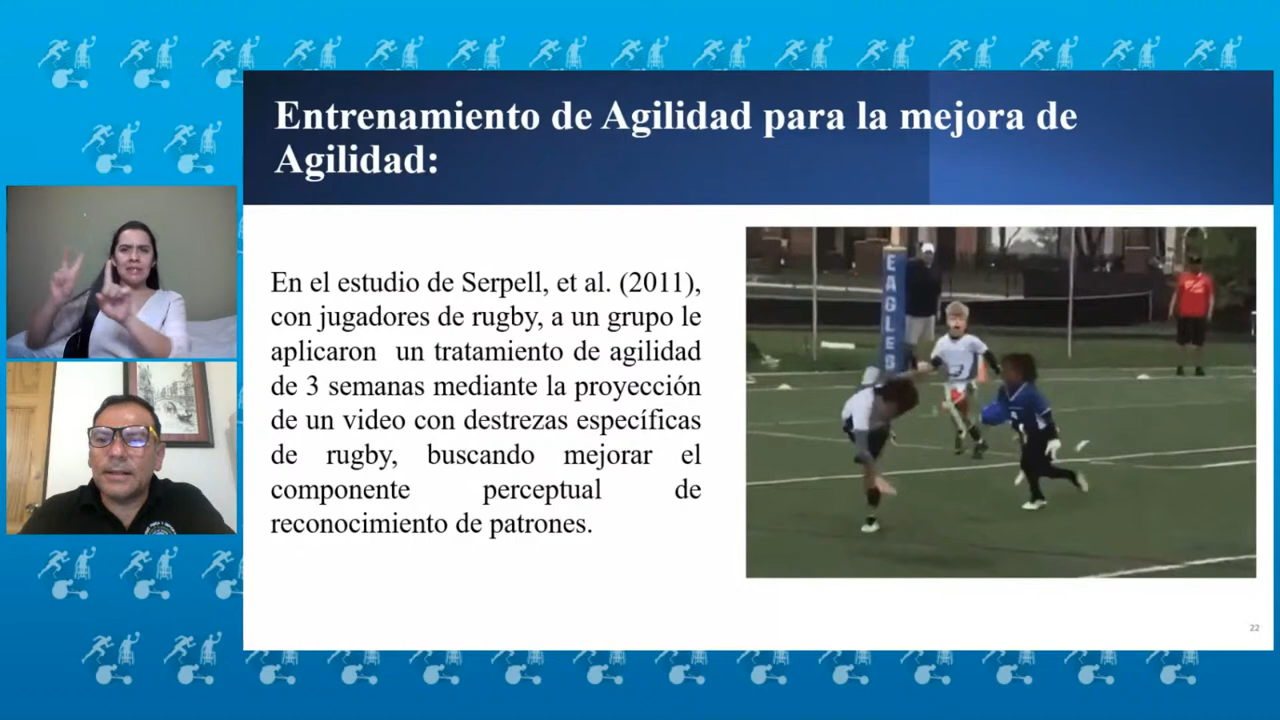 Entrenamiento de Agilidad para la mejora de
Agilidad:
En el estudio de Serpell, et al. (2011),
con jugadores de rugby, a un grupo le
aplicaron un tratamiento de agilidad
de 3 semanas mediante la proyección
de un video con destrezas específicas
de rugby, buscando mejorar el
componente perceptual de
reconocimiento de patrones.
EAGLES
22